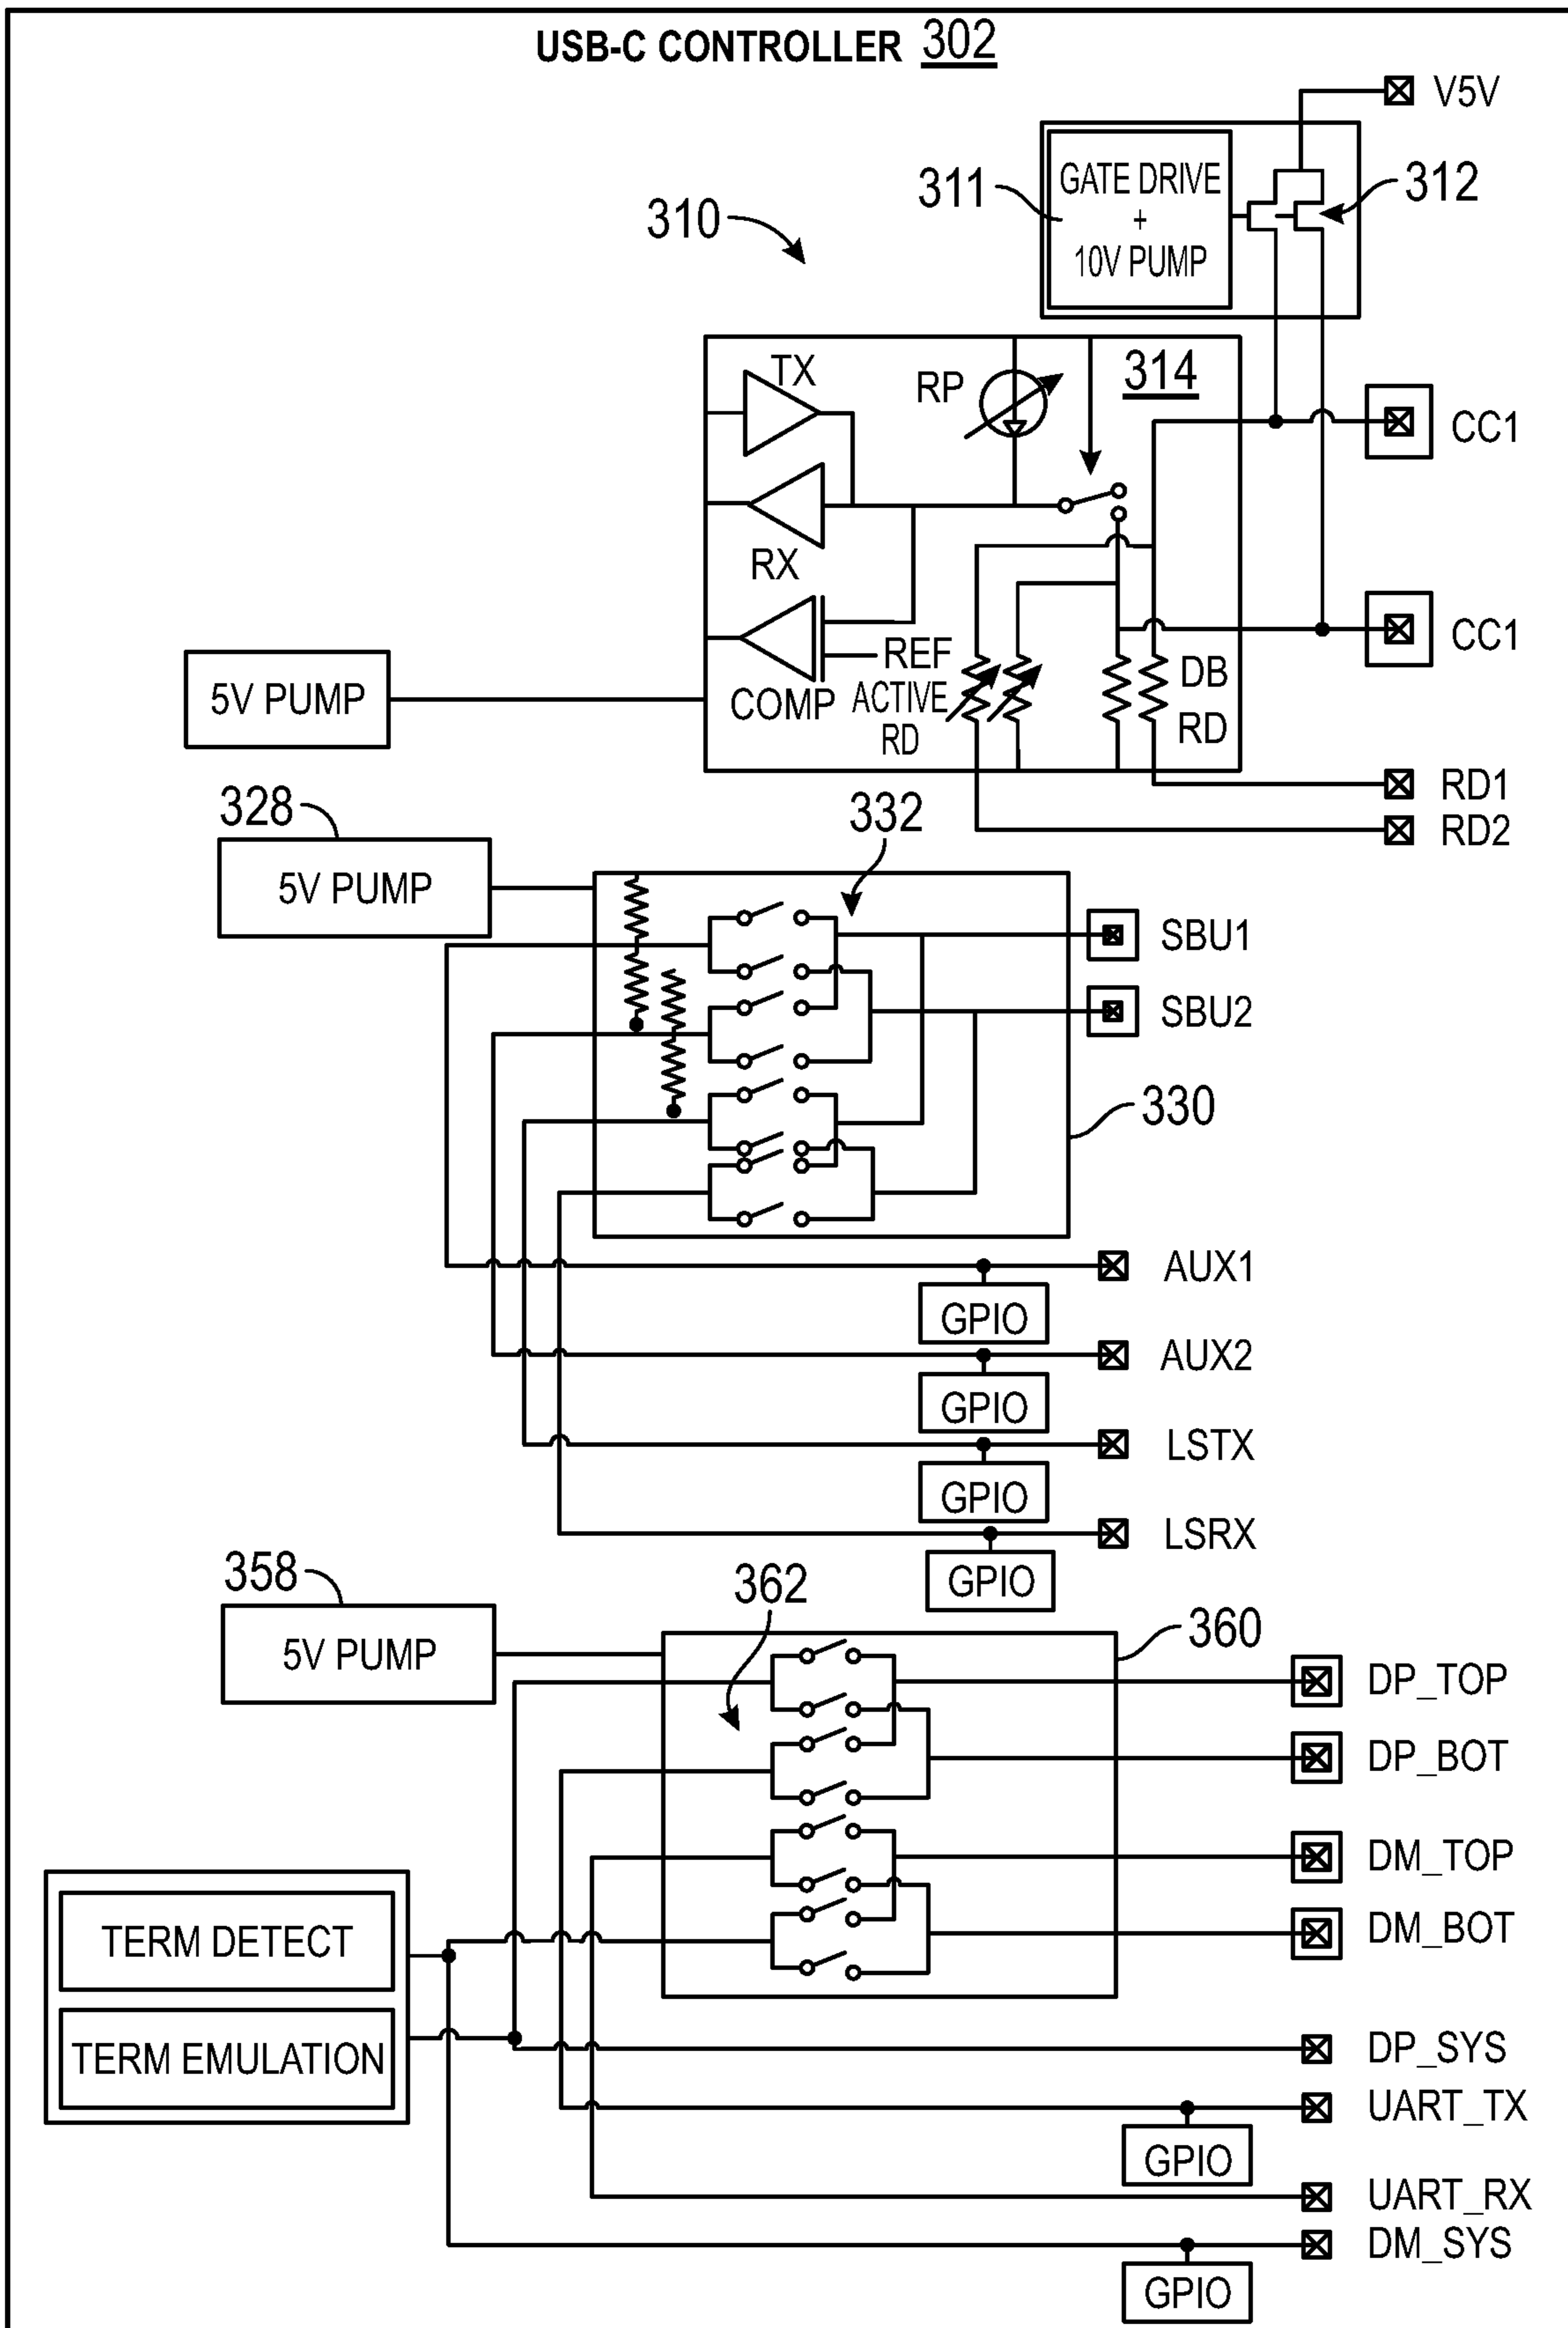 USB-C CONTROLLER 302
V5V
311
GATE DRIVE
+
10V PUMP
312
310
TX
RP
314
CC1
RX
CC1
REF
COMP
ACTIVE
RD
DB
RD
5V PUMP
RD1
RD2
328
5V PUMP
332
SBU1
SBU2
330
AUX1
GPIO
AUX2
GPIO
LSTX
GPIO
LSRX
GPIO
358
5V PUMP
362
360
DP_TOP
DP_BOT
DM_TOP
DM_BOT
TERM DETECT
TERM EMULATION
DP_SYS
UART_TX
GPIO
UART_RX
DM_SYS
GPIO